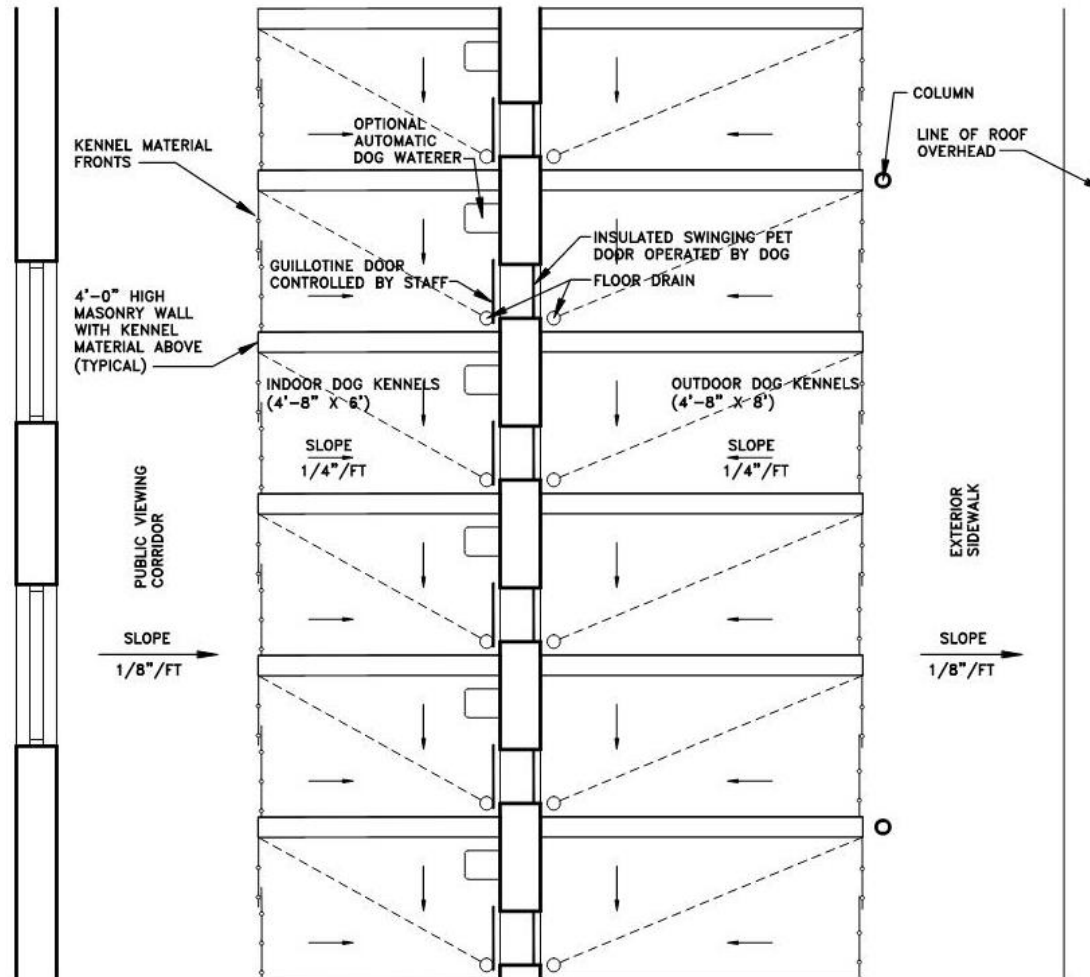 COLUMN
LINE OF ROOF
OVERHEAD
OPTIONAL
AUTOMATIC
DOG WATERER
KENNEL MATERIAL
FRONTS
INSULATED SWINGING PET
DOOR OPERATED BY DOG
GUILLOTINE DOOR
CONTROLLED BY STAFF
FLOOR DRAIN
4'-0" HIGH
MASONRY WALL
WITH KENNEL
MATERIAL ABOVE
(TYPICAL)
INDOOR DOG KENNELS
(4'-8" X 6')
OUTDOOR DOG KENNELS
(4'-8" X 8')
SLOPE
1/4"/FT
SLOPE
1/4"/FT
PUBLIC VIEWING
CORRIDOR
EXTERIOR
SIDEWALK
SLOPE
1/8"/FT
SLOPE
1/8"/FT